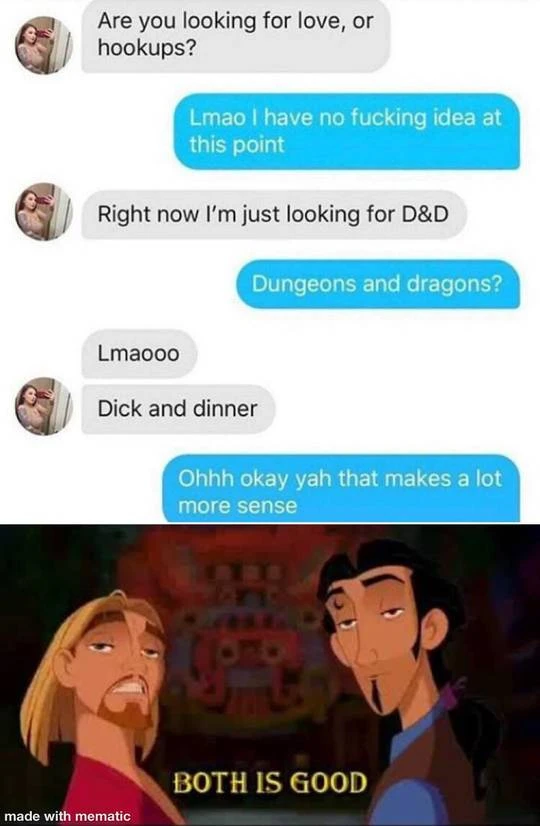 Are you looking for love, or
hookups?
Lmao I have no fucking idea at
this point
Right now I'm just looking for D&D
Dungeons and dragons?
Lmaooo
Dick and dinner
Ohhh okay yah that makes a lot
more sense
BOTH IS GOOD
made with mematic